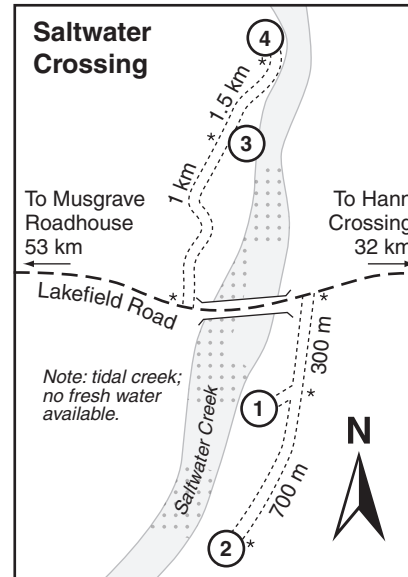 Saltwater
Crossing
4
1.5 km
3
1 km
To Musgrave
Roadhouse
53 km
To Hann
Crossing
32 km
Lakefield Road
300 m
Note: tidal creek;
no fresh water
available.
1
Saltwater Creek
N
700 m
2